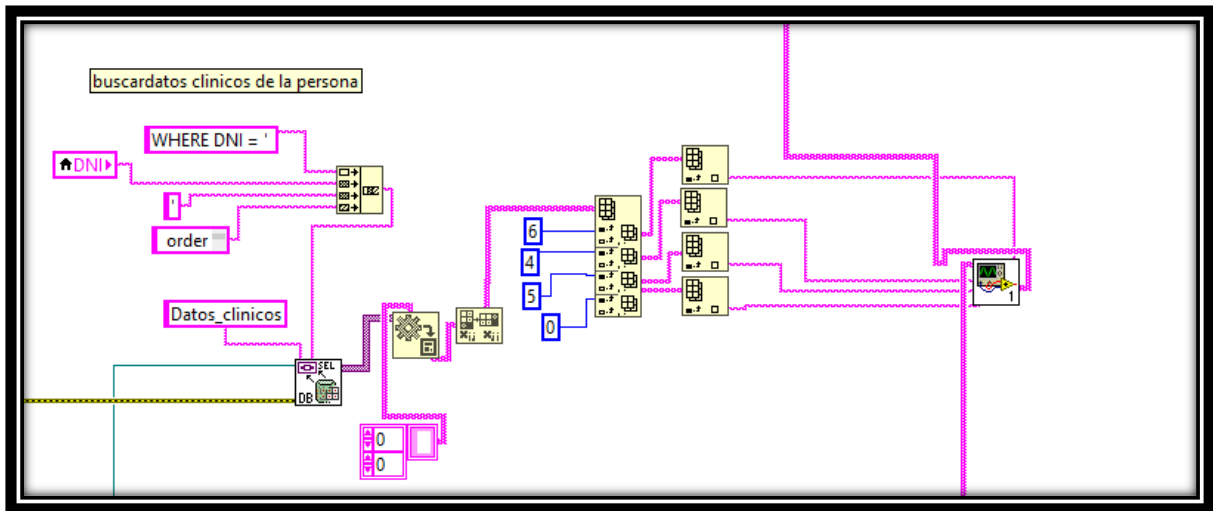 buscardatos clinicos de la persona
WHERE DNI = '
DNI
'
order
Datos_clinicos
SEL
DB
6
4
5
0
0
0
1